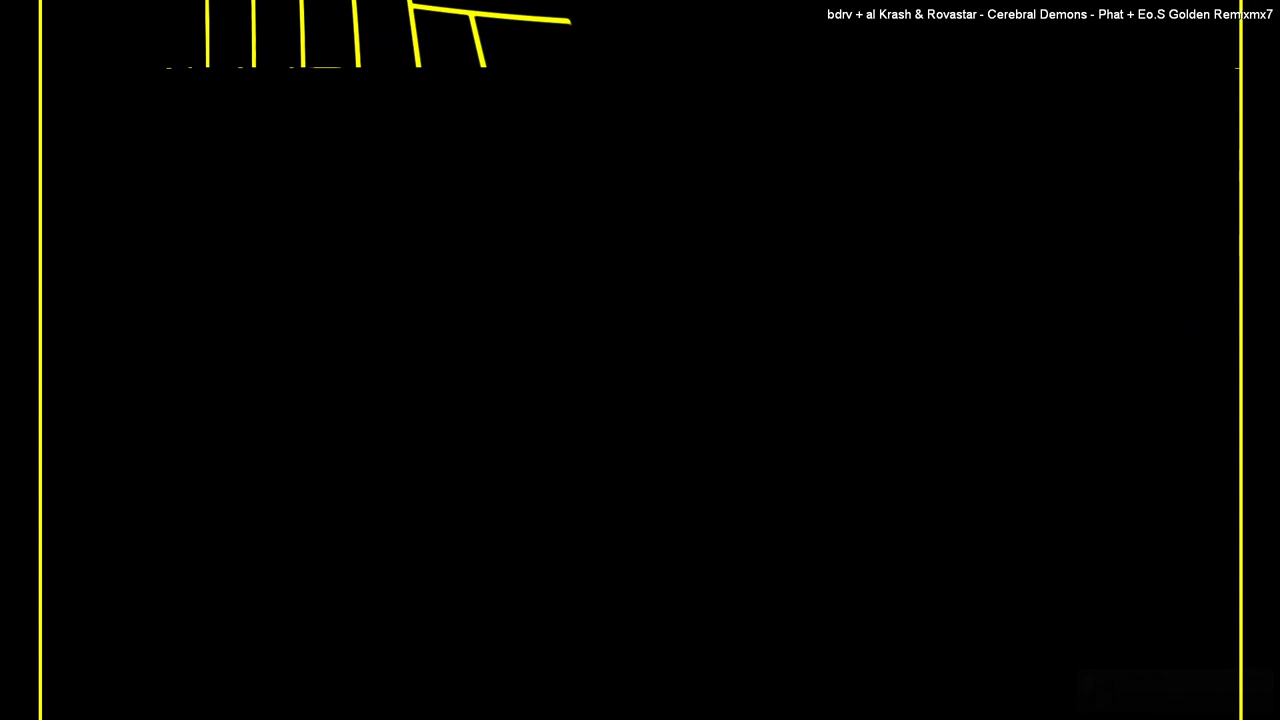 bdrv + al Krash & Rovastar - Cerebral Demons - Phat + Eo.S Golden Remixmx7